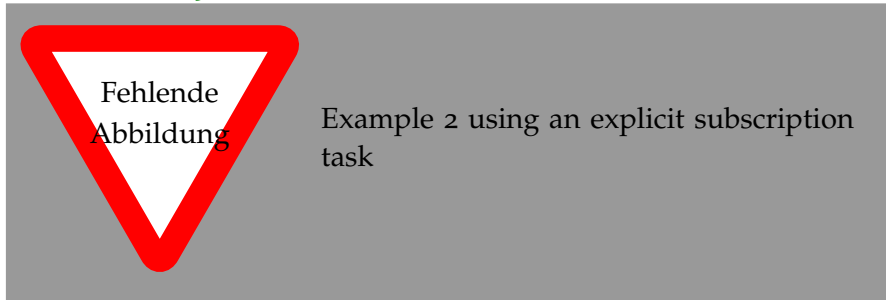 Fehlende
Abbildung
Example 2 using an explicit subscription
task